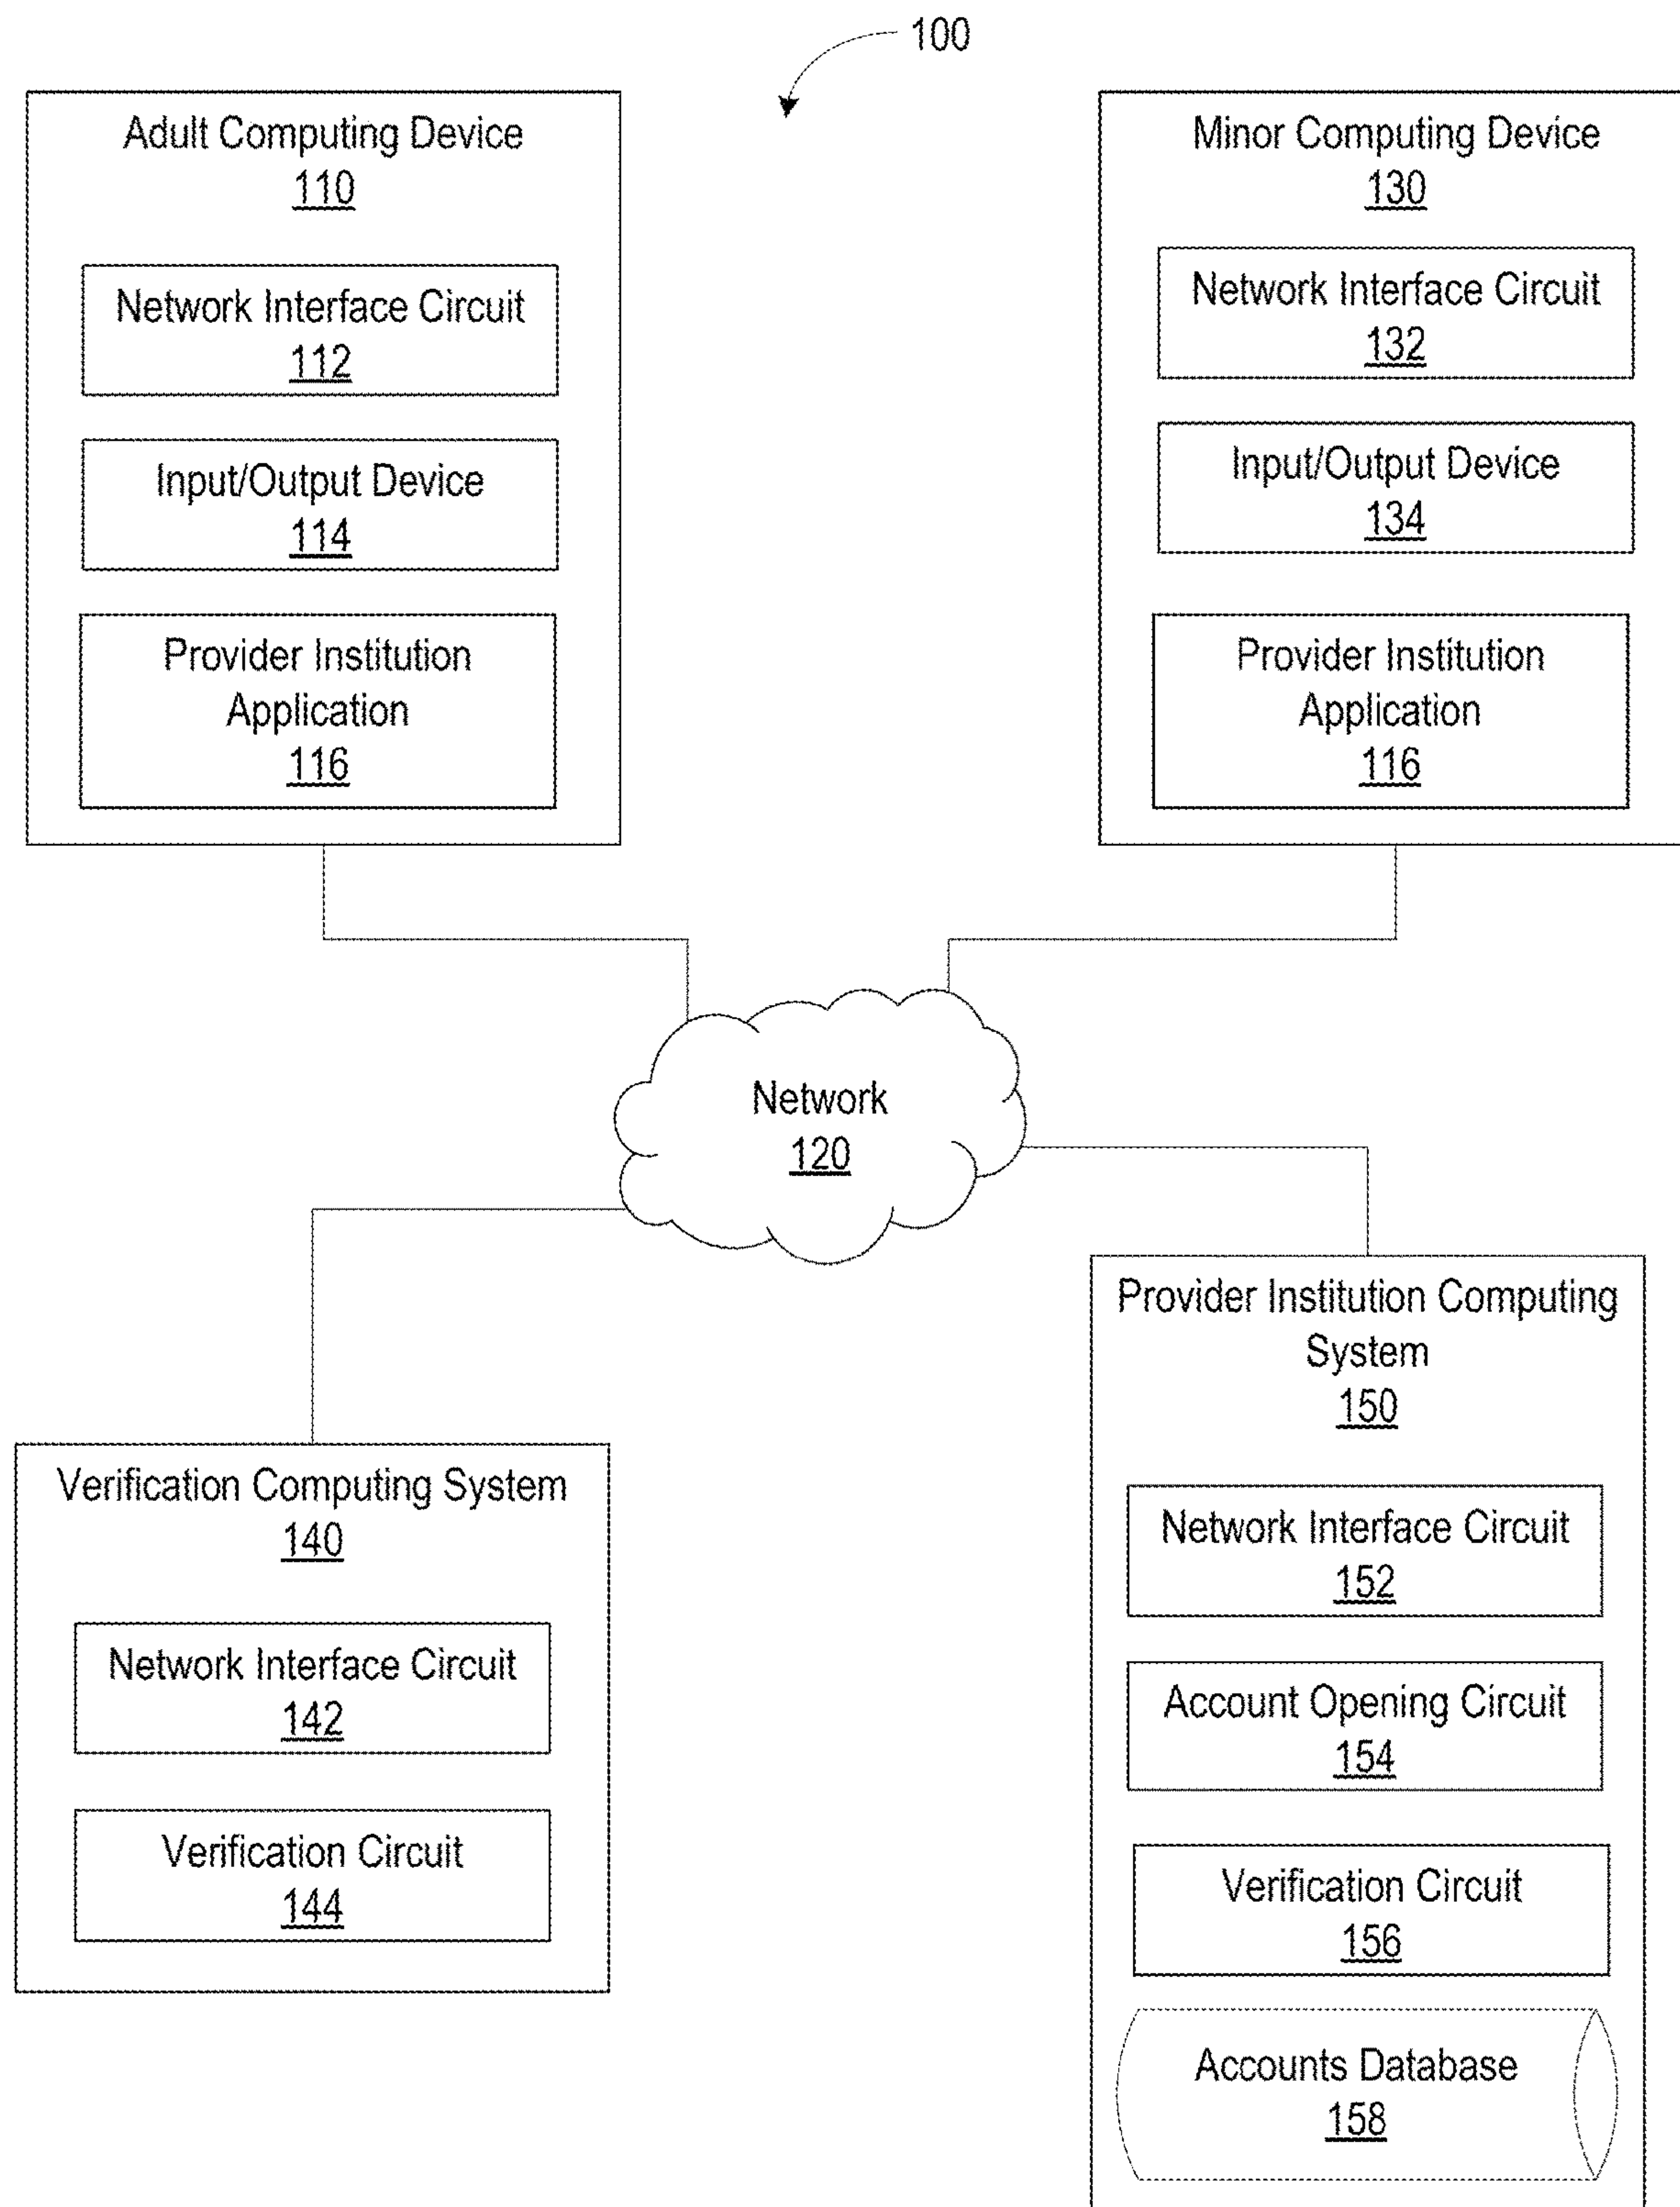 100
Adult Computing Device
110
Network Interface Circuit
112
Input/Output Device
114
Provider Institution
Application
116
Minor Computing Device
130
Network Interface Circuit
132
Input/Output Device
134
Provider Institution
Application
116
Network
120
Verification Computing System
140
Network Interface Circuit
142
Verification Circuit
144
Provider Institution Computing
System
150
Network Interface Circuit
152
Account Opening Circuit
154
Verification Circuit
156
Accounts Database
158